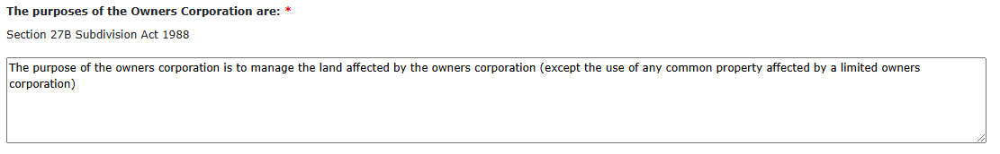 The purposes of the Owners Corporation are: *
Section 27B Subdivision Act 1988
The purpose of the owners corporation is to manage the land affected by the owners corporation (except the use of any common property affected by a limited owners
corporation)